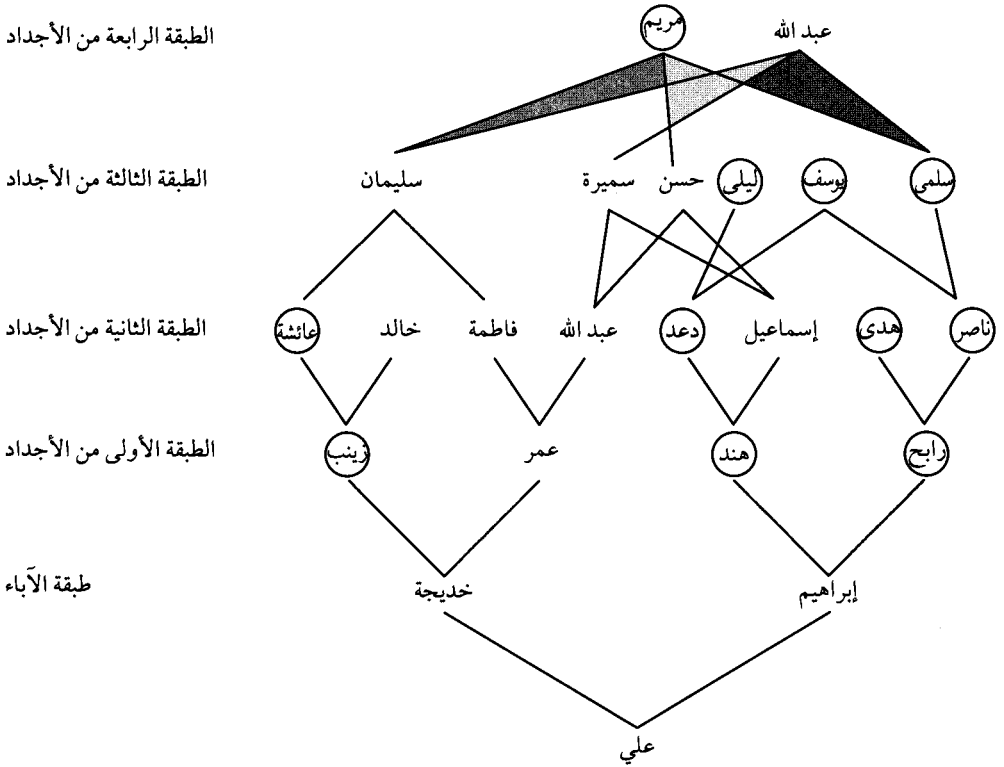 الطبقة الرابعة من الأجداد
عبد الله مريم
الطبقة الثالثة من الأجداد
سلمى يوسف ليلى حسن سميرة سليمان
الطبقة الثانية من الأجداد
ناصر هدى إسماعيل دعد عبد الله فاطمة خالد عائشة
الطبقة الأولى من الأجداد
رابح هند عمر زينب
طبقة الآباء
إبراهيم خديجة
علي